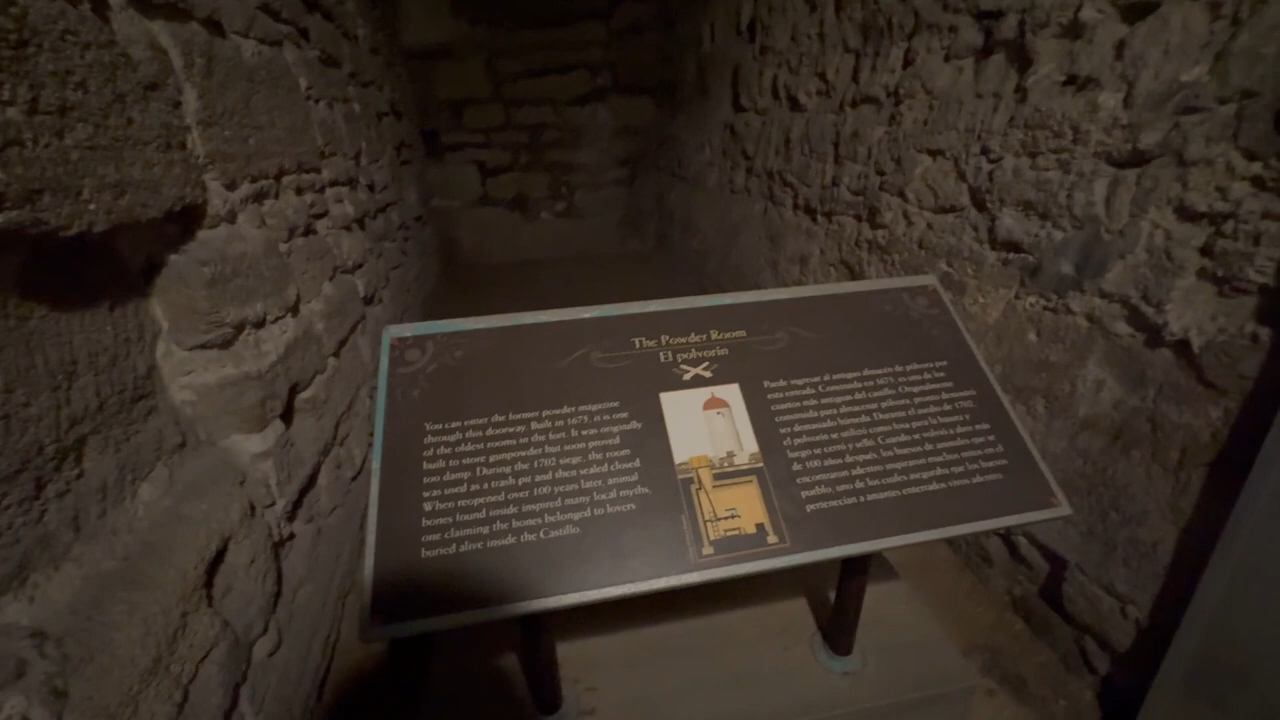 The Powder Room
El polvorín
You can enter the former powder magazine
through this doorway. Built in 1675, it is one
of the oldest rooms in the fort. It was originally
built to store gunpowder but soon proved
too damp. During the 1702 siege, the room
was used as a trash pit and then sealed closed.
When reopened over 100 years later, animal
bones found inside inspired many local myths,
one claiming the bones belonged to lovers
buried alive inside the Castillo.
Puede ingresar al antiguo almacén de pólvora por
esta entrada. Construida en 1675, es uno de los
cuartos más antiguos del castillo. Originalmente
construida para almacenar pólvora, pronto demostró
ser demasiado húmeda. Durante el asedio de 1702,
el polvorín se utilizó como fosa para la basura y
luego se cerró y selló. Cuando se volvió a abrir más
de 100 años después, los huesos de animales que se
encontraron adentro inspiraron muchos mitos en el
pueblo, uno de los cuales aseguraba que los huesos
pertenecían a amantes enterrados vivos adentro.